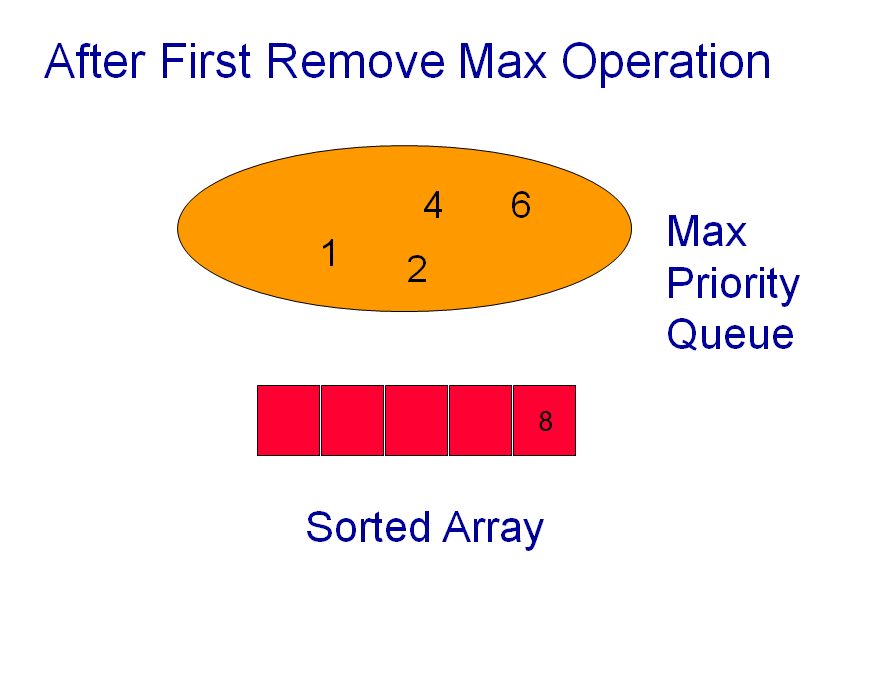 After First Remove Max Operation
4 6
1
2
Max
Priority
Queue
8
Sorted Array